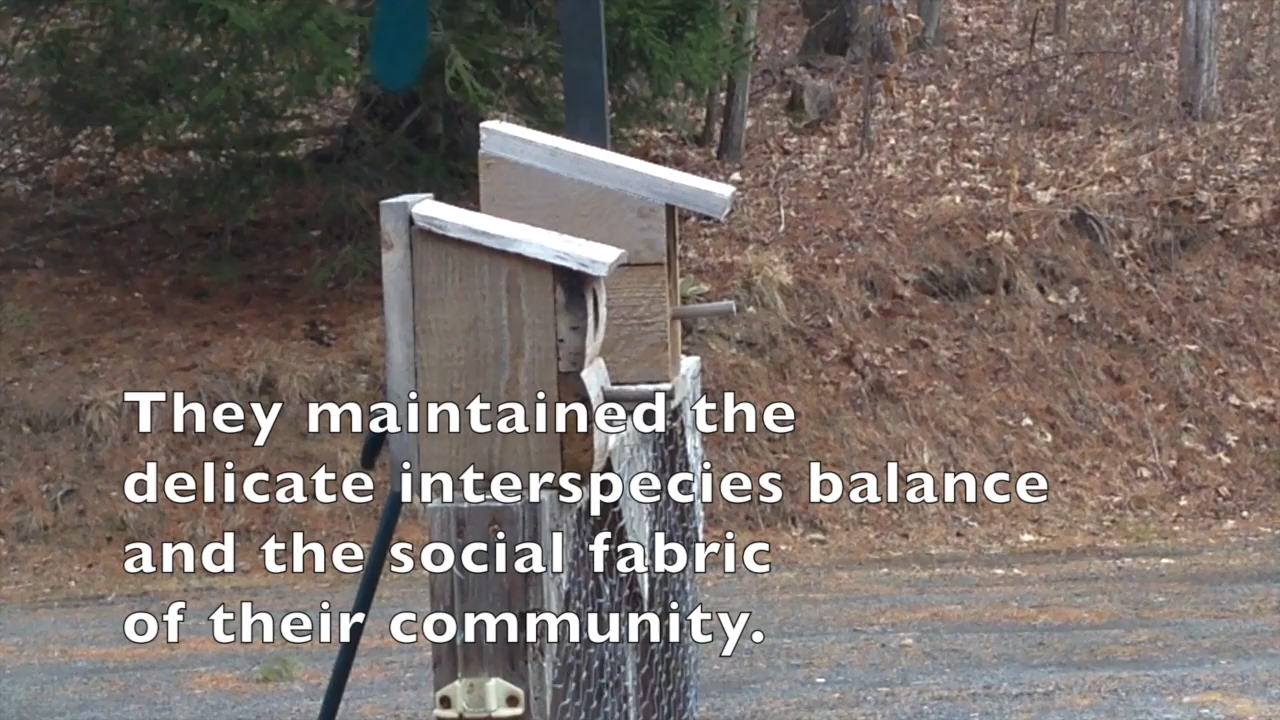 They maintained the
delicate interspecies balance
and the social fabric
of their community.